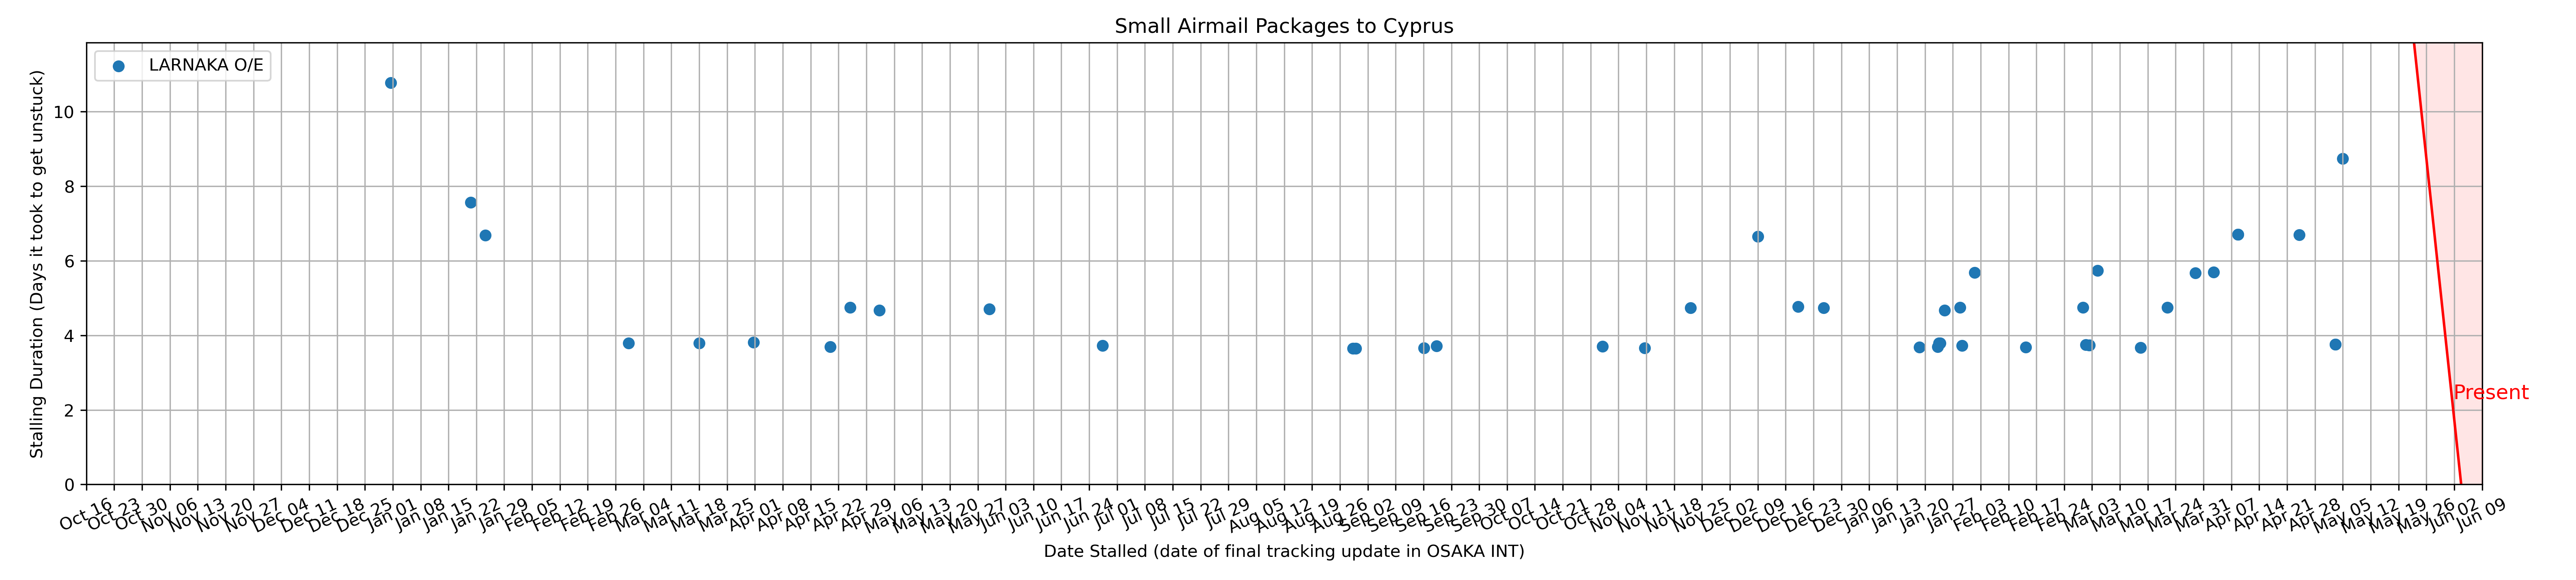 Small Airmail Packages to Cyprus
LARNAKA O/E
Stalling Duration (Days it took to get unstuck)
10
8
6
4
2
0
Present
Oct 16 Oct 23 Oct 30 Nov 06 Nov 13 Nov 20 Nov 27 Dec 04 Dec 11 Dec 18 Dec 25 Jan 01 Jan 08 Jan 15 Jan 22 Jan 29 Feb 05 Feb 12 Feb 19 Feb 26 Mar 04 Mar 11 Mar 18 Mar 25 Apr 01 Apr 08 Apr 15 Apr 22 Apr 29 May 06 May 13 May 20 May 27 Jun 03 Jun 10 Jun 17 Jun 24 Jul 01 Jul 08 Jul 15 Jul 22 Jul 29 Aug 05 Aug 12 Aug 19 Aug 26 Sep 02 Sep 09 Sep 16 Sep 23 Sep 30 Oct 07 Oct 14 Oct 21 Oct 28 Nov 04 Nov 11 Nov 18 Nov 25 Dec 02 Dec 09 Dec 16 Dec 23 Dec 30 Jan 06 Jan 13 Jan 20 Jan 27 Feb 03 Feb 10 Feb 17 Feb 24 Mar 03 Mar 10 Mar 17 Mar 24 Mar 31 Apr 07 Apr 14 Apr 21 Apr 28 May 05 May 12 May 19 May 26 Jun 02 Jun 09
Date Stalled (date of final tracking update in OSAKA INT)